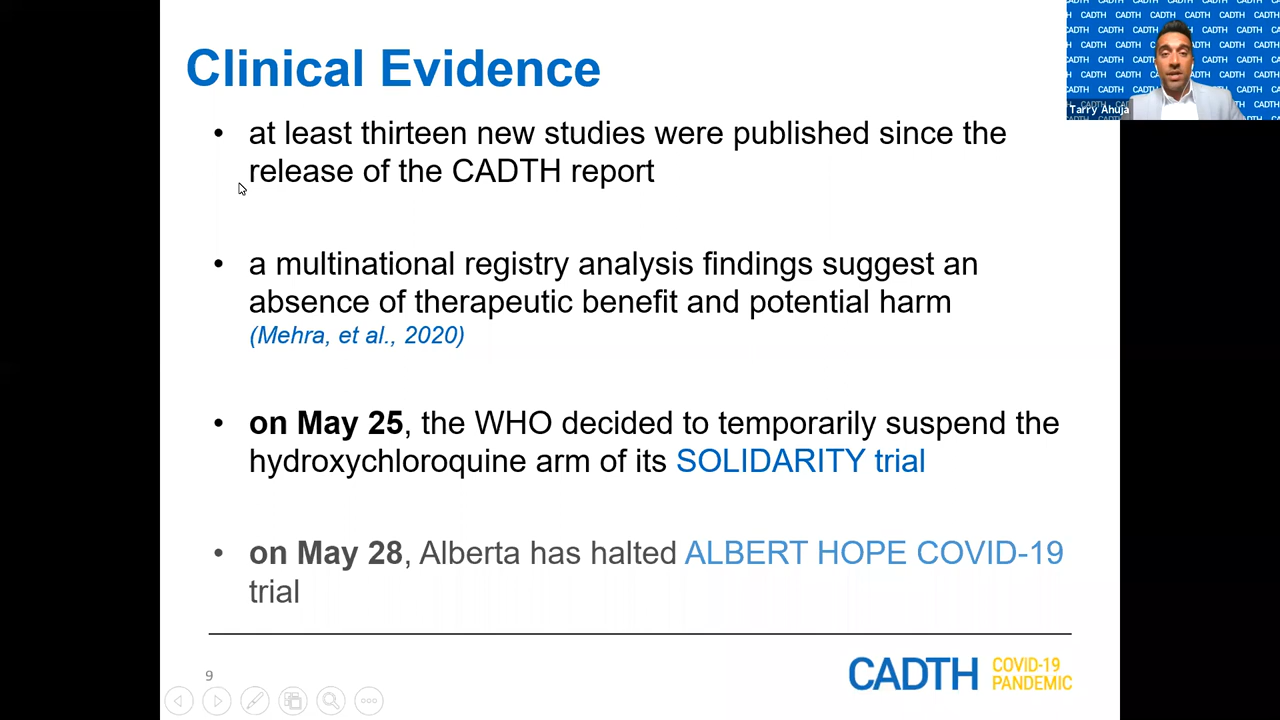 Clinical Evidence
• at least thirteen new studies were published since the
release of the CADTH report
• a multinational registry analysis findings suggest an
absence of therapeutic benefit and potential harm
(Mehra, et al., 2020)
• on May 25, the WHO decided to temporarily suspend the
hydroxychloroquine arm of its SOLIDARITY trial
• on May 28, Alberta has halted ALBERT HOPE COVID-19
trial
9
CADTH COVID-19
PANDEMIC
CADTH CADTH CADTH CADTH
Tarry Ahuja